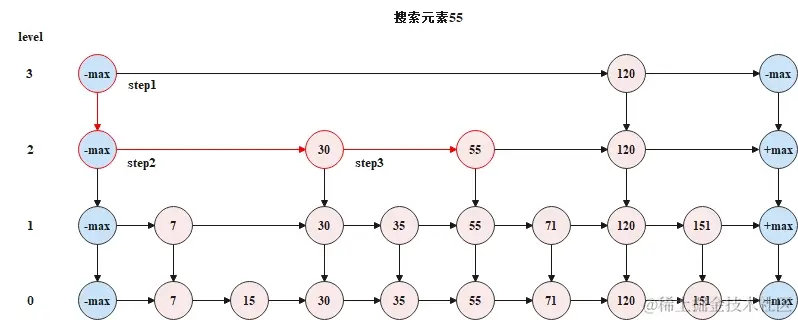 搜索元素55
level
3 -max 120 -max
step1
2 -max 30 55 120 +max
step2 step3
1 -max 7 30 35 55 71 120 151 +max
0 -max 7 15 30 35 55 71 120 151 +max
@稀土掘金技术社区